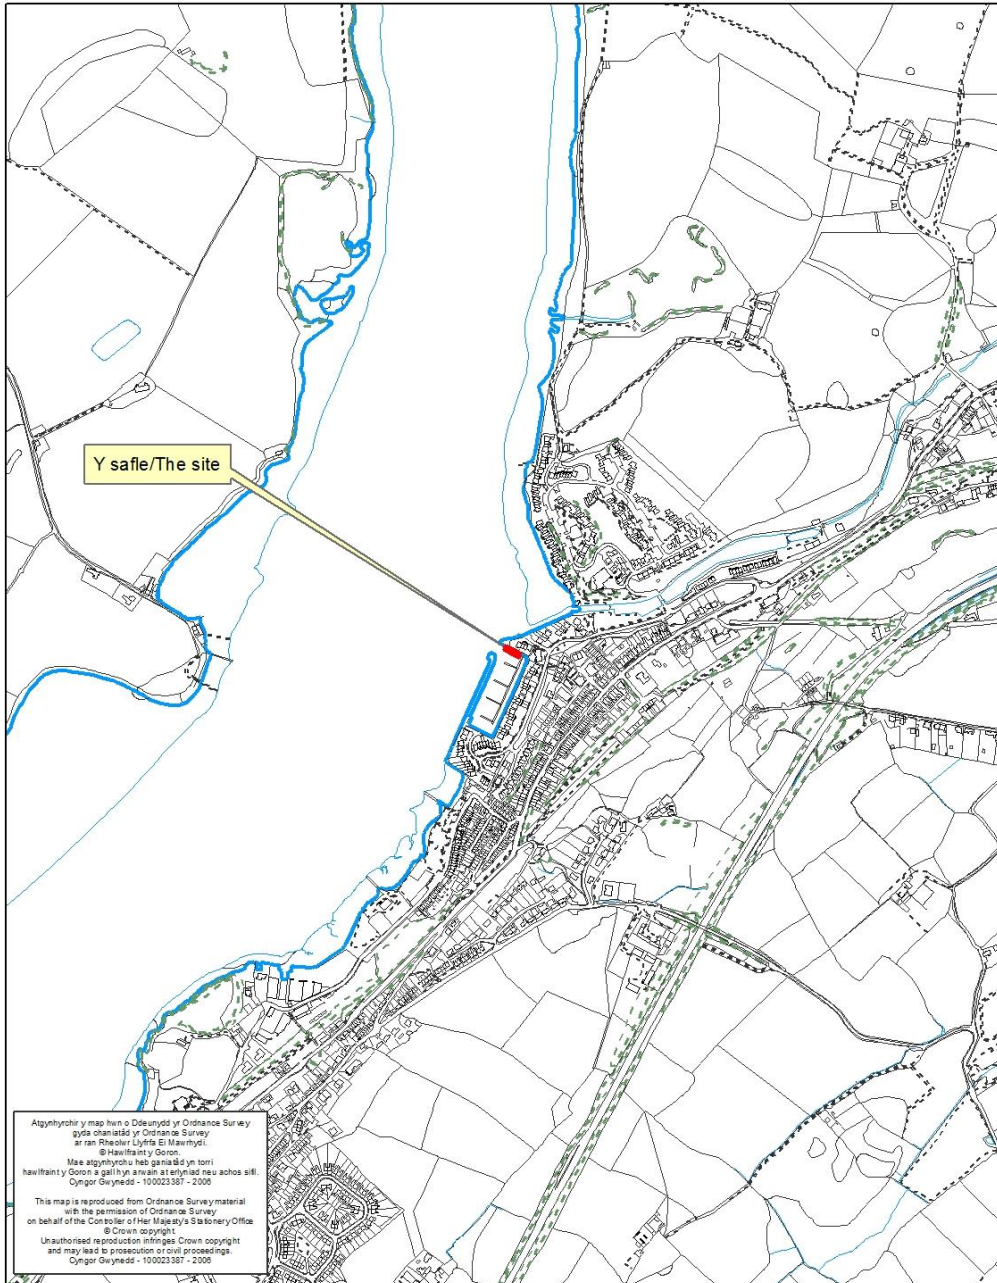 Y safle/The site
Atgynhyrchir y map hwn o Ddeunydd yr Ordnance Survey
gyda chaniatâd yr Ordnance Survey
ar ran Rheolwr Llyfrfa Ei Mawrhydi.
© Hawlfraint y Goron.
Mae atgynhyrchu heb ganiatâd yn torri
hawlfraint y Goron a gall hyn arwain at erlyniad neu achos sifil.
Cyngor Gwynedd - 100023387 - 2006
This map is reproduced from Ordnance Survey material
with the permission of Ordnance Survey
on behalf of the Controller of Her Majesty's Stationery Office
© Crown copyright.
Unauthorised reproduction infringes Crown copyright
and may lead to prosecution or civil proceedings.
Cyngor Gwynedd - 100023387 - 2006